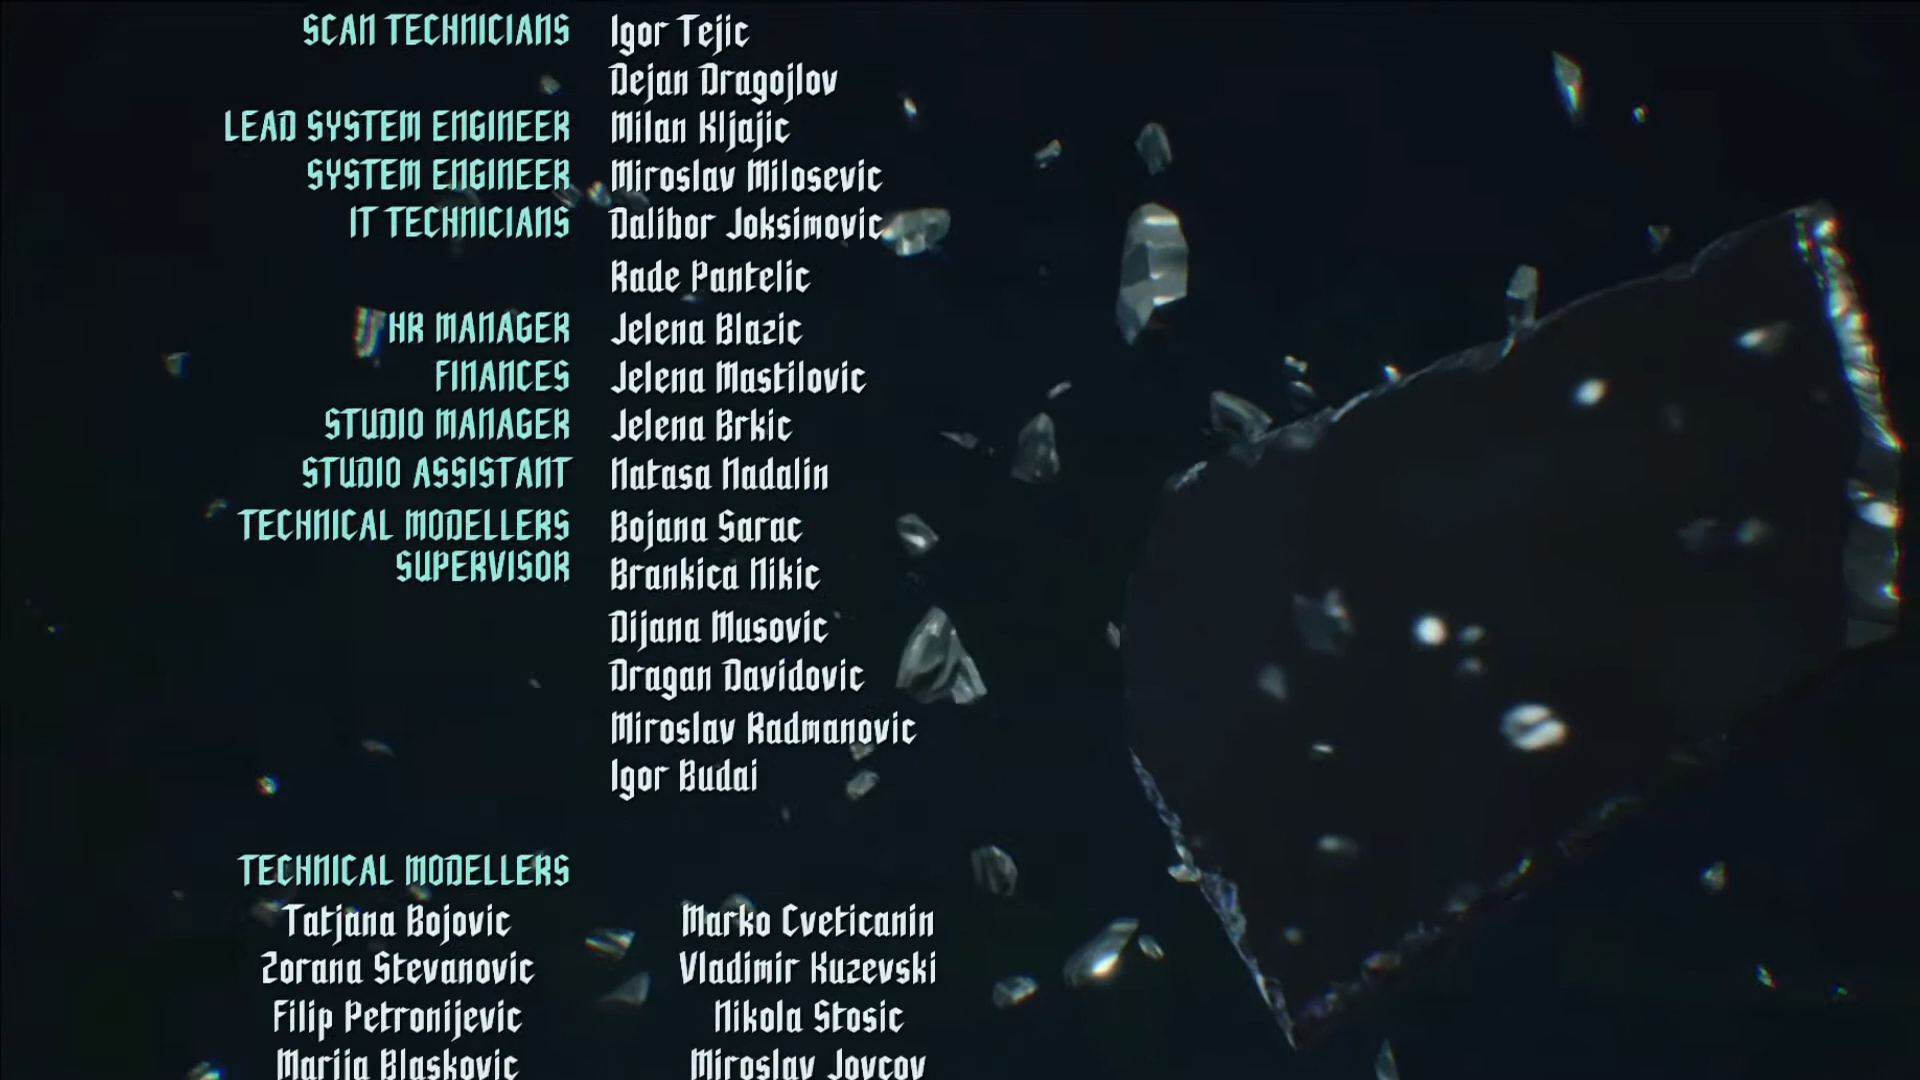 SCAN TECHNICIANS Igor Tejic
Dejan Dragojlov
LEAD SYSTEM ENGINEER Milan Kljajic
SYSTEM ENGINEER Miroslav Milosevic
IT TECHNICIANS Dalibor Joksimovic
Rade Pantelic
HR MANAGER Jelena Blazic
FINANCES Jelena Mastilovic
STUDIO MANAGER Jelena Brkic
STUDIO ASSISTANT Natasa Nadalin
TECHNICAL MODELLERS Bojana Sarac
SUPERVISOR Brankica Nikic
Dijana Musovic
Dragan Davidovic
Miroslav Radmanovic
Igor Budai
TECHNICAL MODELLERS
Tatjana Bojovic Marko Cveticanin
Zorana Stevanovic Vladimir Kuzevski
Filip Petronijevic Nikola Stosic
Marija Blaskovic Miroslav Jovcov